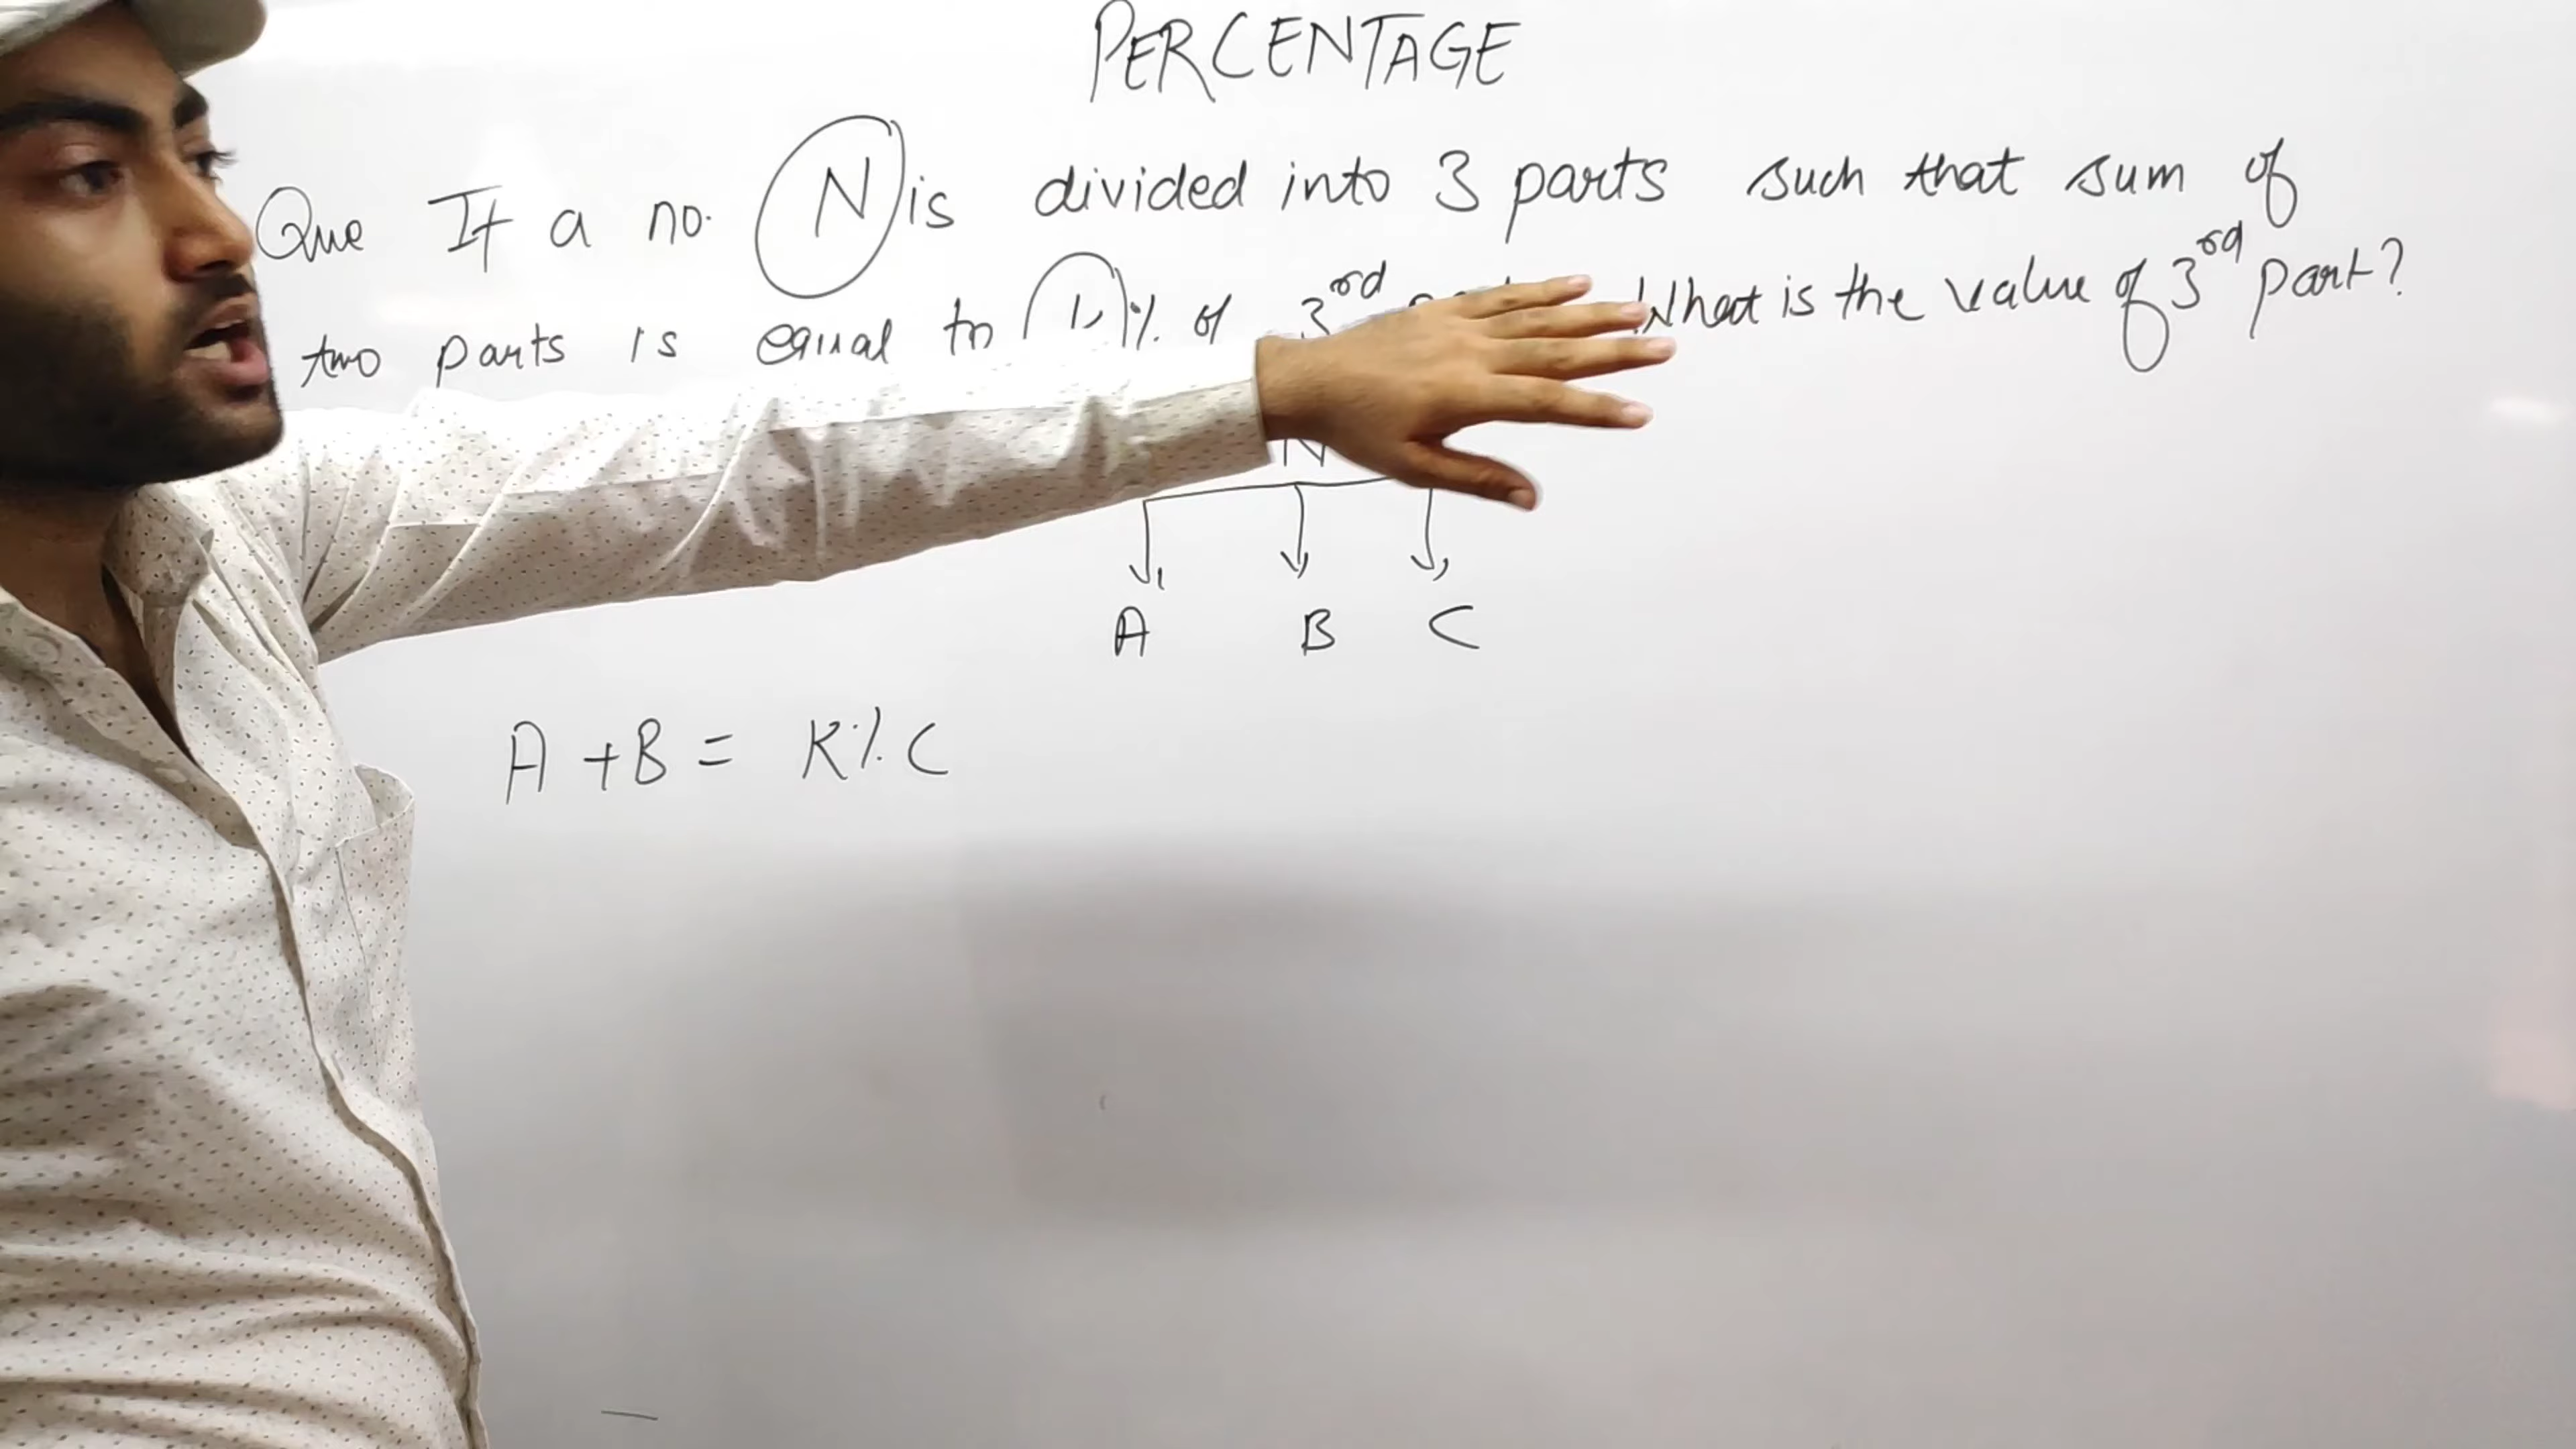 PERCENTAGE
Que If a no. N is divided into 3 parts such that sum of
two parts is equal to % of 3rd What is the value of 3rd part?
N
A B C
A + B = K% C